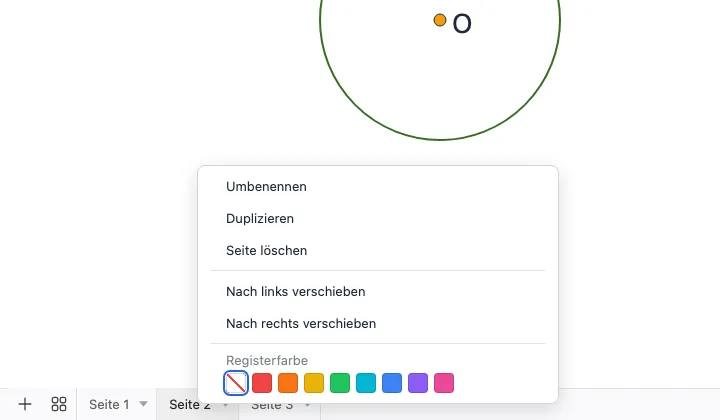 O
Umbenennen
Duplizieren
Seite löschen
Nach links verschieben
Nach rechts verschieben
Registerfarbe
Seite 1 Seite 2 Seite 3